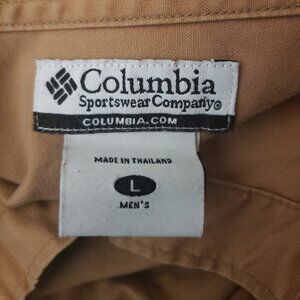 Columbia
Sportswear Company®
COLUMBIA.COM
MADE IN THAILAND
L
MEN'S